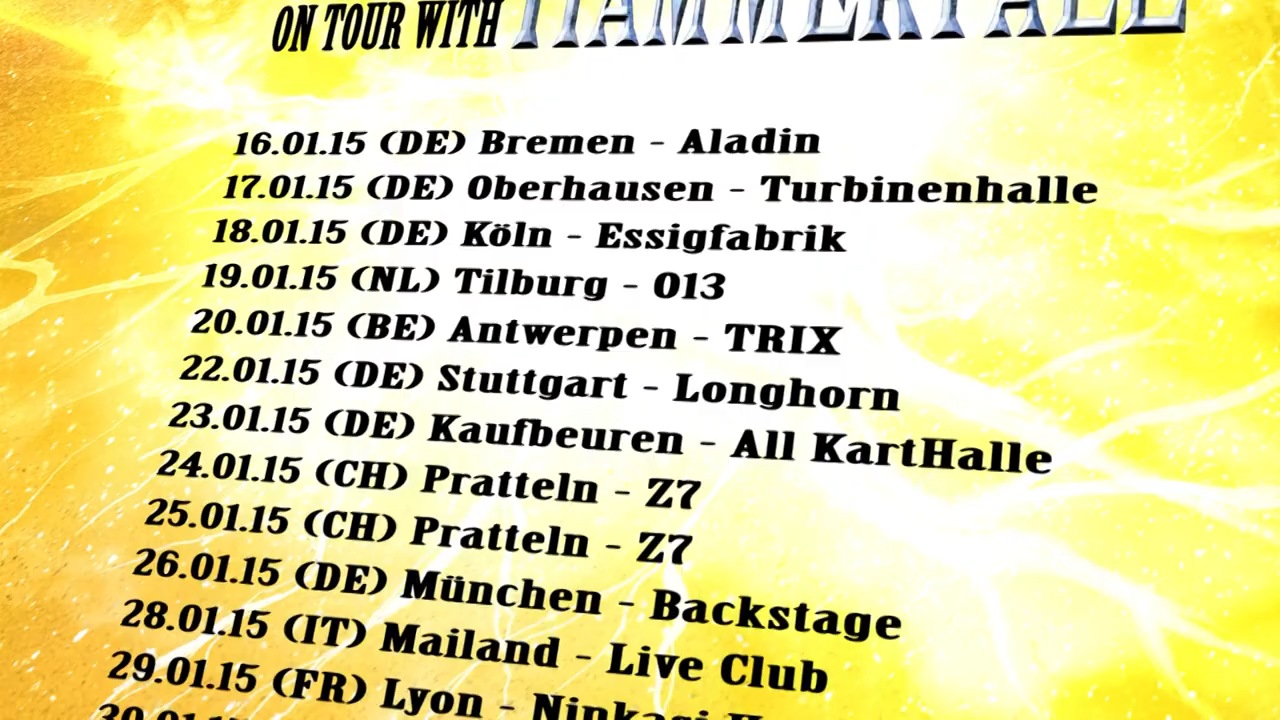 ON TOUR WITH HAMMERFALL
16.01.15 (DE) Bremen - Aladin
17.01.15 (DE) Oberhausen - Turbinenhalle
18.01.15 (DE) Köln - Essigfabrik
19.01.15 (NL) Tilburg - 013
20.01.15 (BE) Antwerpen - TRIX
22.01.15 (DE) Stuttgart - Longhorn
23.01.15 (DE) Kaufbeuren - All KartHalle
24.01.15 (CH) Pratteln - Z7
25.01.15 (CH) Pratteln - Z7
26.01.15 (DE) München - Backstage
28.01.15 (IT) Mailand - Live Club
29.01.15 (FR) Lyon - Ninkasi